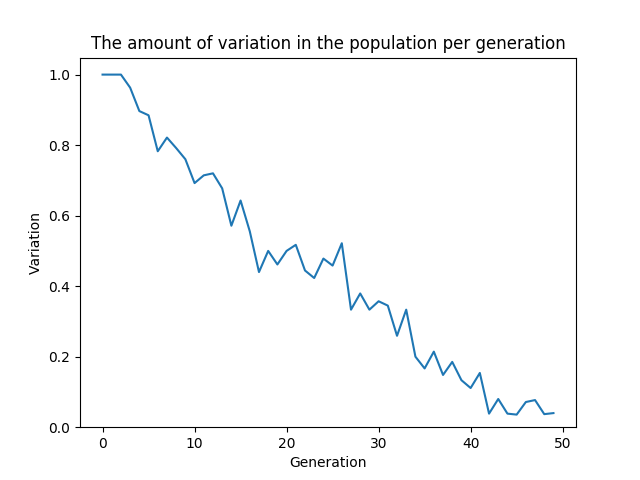 The amount of variation in the population per generation
1.0
0.8
0.6
0.4
0.2
0.0
Variation
0 10 20 30 40 50
Generation